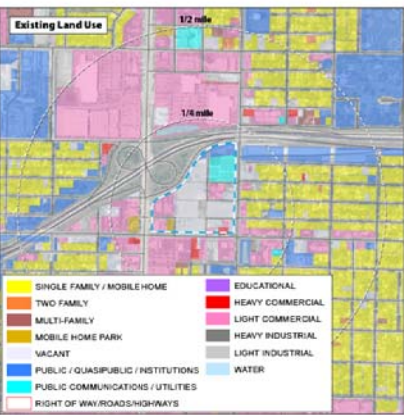 Existing Land Use
1/2 mile
1/4 mile
SINGLE FAMILY / MOBILE HOME
TWO FAMILY
MULTI-FAMILY
MOBILE HOME PARK
VACANT
PUBLIC / QUASIPUBLIC / INSTITUTIONS
PUBLIC COMMUNICATIONS / UTILITIES
RIGHT OF WAY/ROADS/HIGHWAYS
EDUCATIONAL
HEAVY COMMERCIAL
LIGHT COMMERCIAL
HEAVY INDUSTRIAL
LIGHT INDUSTRIAL
WATER